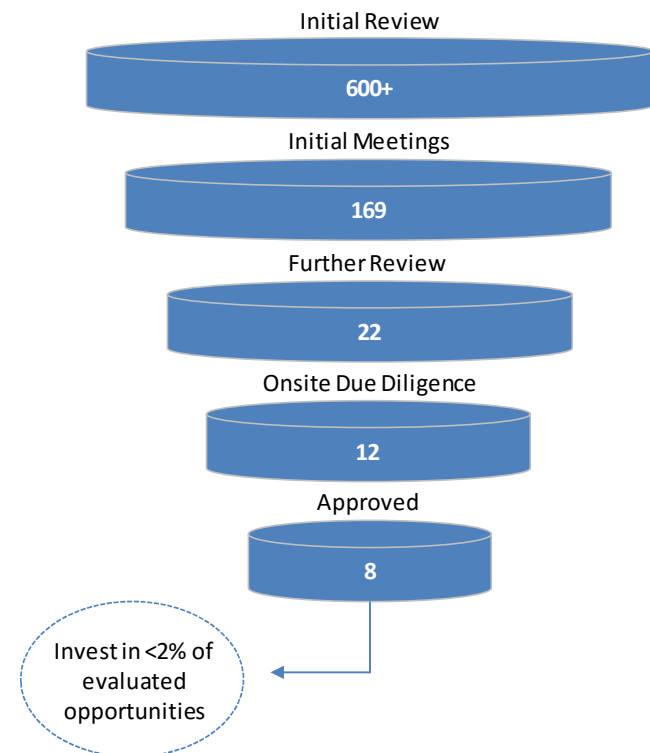 Initial Review
600+
Initial Meetings
169
Further Review
22
Onsite Due Diligence
12
Approved
8
Invest in <2% of
evaluated
opportunities